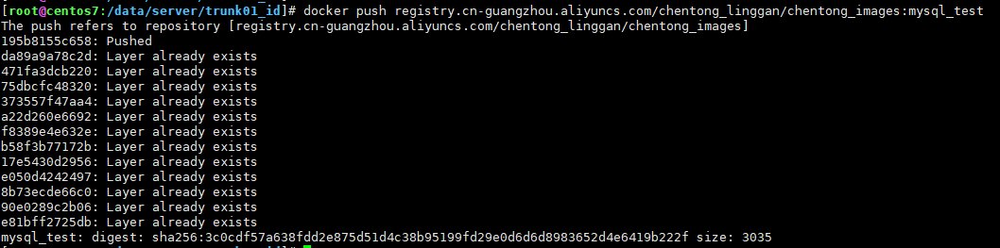 [root@centos7:/data/server/trunk01_id]# docker push registry.cn-guangzhou.aliyuncs.com/chentong_linggan/chentong_images:mysql_test
The push refers to repository [registry.cn-guangzhou.aliyuncs.com/chentong_linggan/chentong_images]
195b8155c658: Pushed
da89a9a78c2d: Layer already exists
471fa3dcb220: Layer already exists
75dbcfc48320: Layer already exists
373557f47aa4: Layer already exists
a22d260e6692: Layer already exists
f8389e4e632e: Layer already exists
b58f3b77172b: Layer already exists
17e5430d2956: Layer already exists
e050d4242497: Layer already exists
8b73ecde66c0: Layer already exists
90e0289c2b06: Layer already exists
e81bff2725db: Layer already exists
mysql_test: digest: sha256:3c0cdf57a638fdd2e875d51d4c38b95199fd29e0d6d6d8983652d4e6419b222f size: 3035